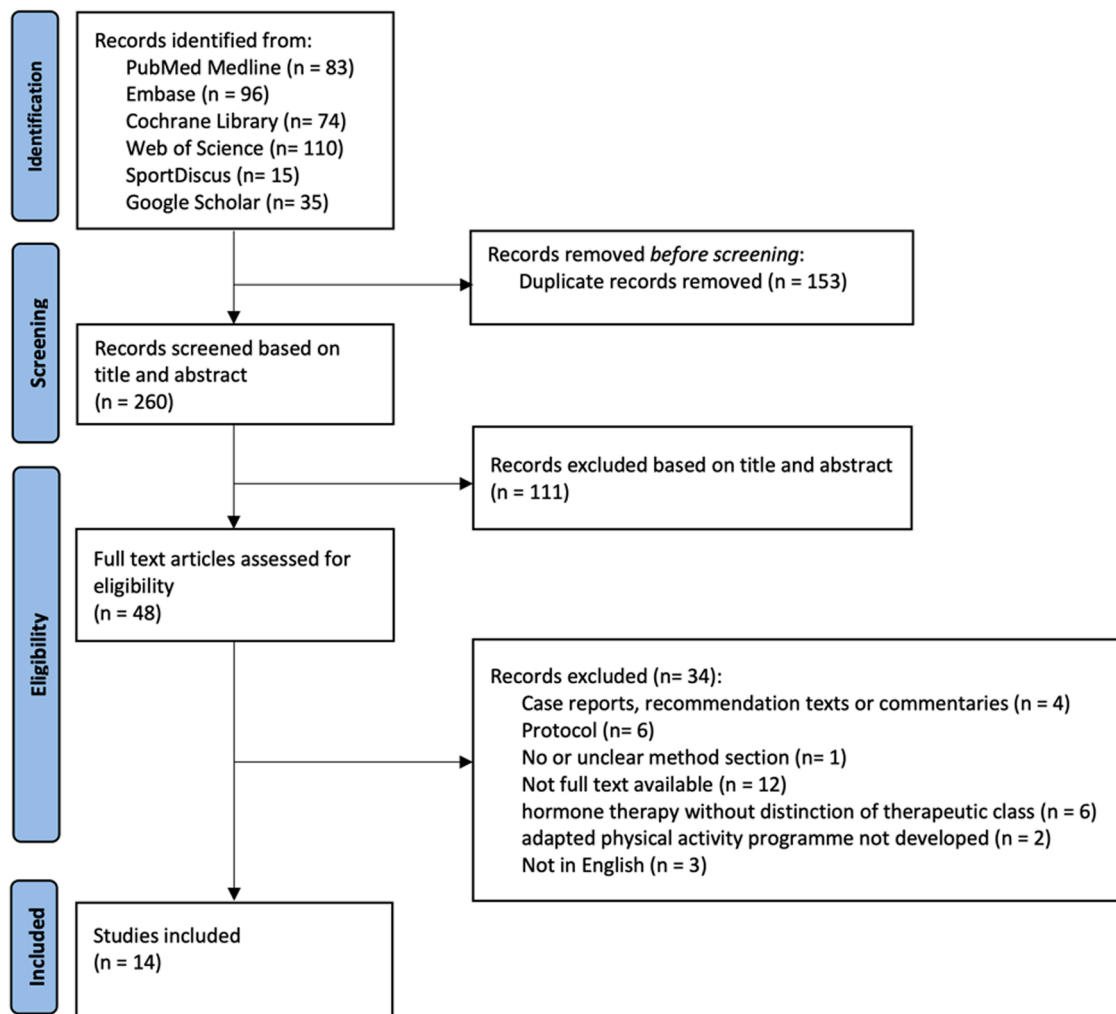 Identification
Records identified from:
PubMed Medline (n = 83)
Embase (n = 96)
Cochrane Library (n= 74)
Web of Science (n= 110)
SportDiscus (n= 15)
Google Scholar (n= 35)
Records removed before screening:
Duplicate records removed (n = 153)
Screening
Records screened based on
title and abstract
(n = 260)
Records excluded based on title and abstract
(n = 111)
Eligibility
Full text articles assessed for
eligibility
(n = 48)
Records excluded (n= 34):
Case reports, recommendation texts or commentaries (n = 4)
Protocol (n= 6)
No or unclear method section (n= 1)
Not full text available (n = 12)
hormone therapy without distinction of therapeutic class (n = 6)
adapted physical activity programme not developed (n = 2)
Not in English (n = 3)
Included
Studies included
(n = 14)